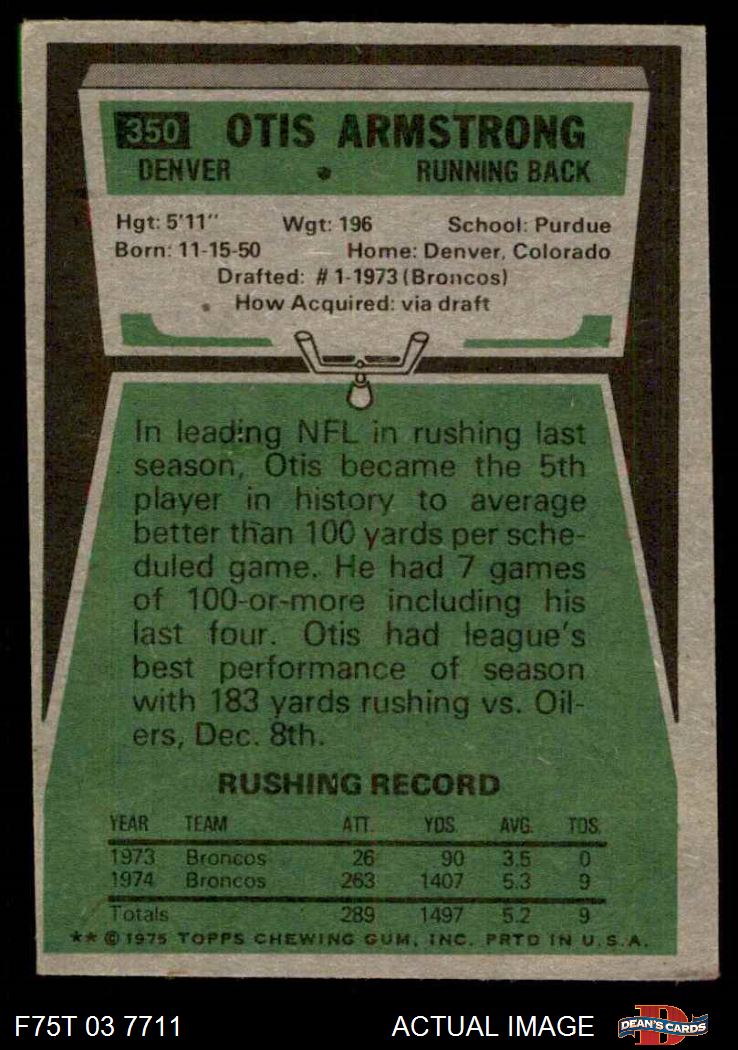 350 OTIS ARMSTRONG
DENVER • RUNNING BACK
Hgt: 5'11" Wgt: 196 School: Purdue
Born: 11-15-50 Home: Denver, Colorado
Drafted: #1-1973 (Broncos)
How Acquired: via draft
In leading NFL in rushing last
season, Otis became the 5th
player in history to average
better than 100 yards per sche-
duled game. He had 7 games
of 100-or-more including his
last four. Otis had league's
best performance of season
with 183 yards rushing vs. Oil-
ers, Dec. 8th.
RUSHING RECORD
YEAR TEAM ATT. YDS. AVG. TDS.
1973 Broncos 26 90 3.5 0
1974 Broncos 263 1407 5.3 9
Totals 289 1497 5.2 9
** © 1975 TOPPS CHEWING GUM, INC. PRTD IN U.S.A.
F75T 03 7711 ACTUAL IMAGE D DEAN'S CARDS